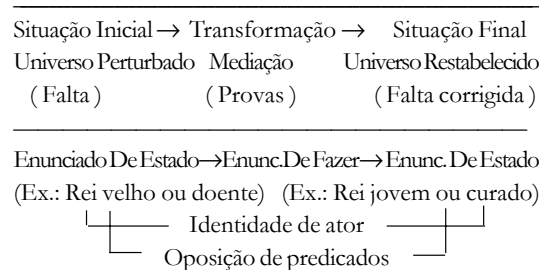 Situação Inicial → Transformação → Situação Final
Universo Perturbado Mediação Universo Restabelecido
( Falta ) ( Provas ) ( Falta corrigida )
Enunciado De Estado→Enunc.De Fazer→Enunc. De Estado
(Ex.: Rei velho ou doente) (Ex.: Rei jovem ou curado)
Identidade de ator
Oposição de predicados